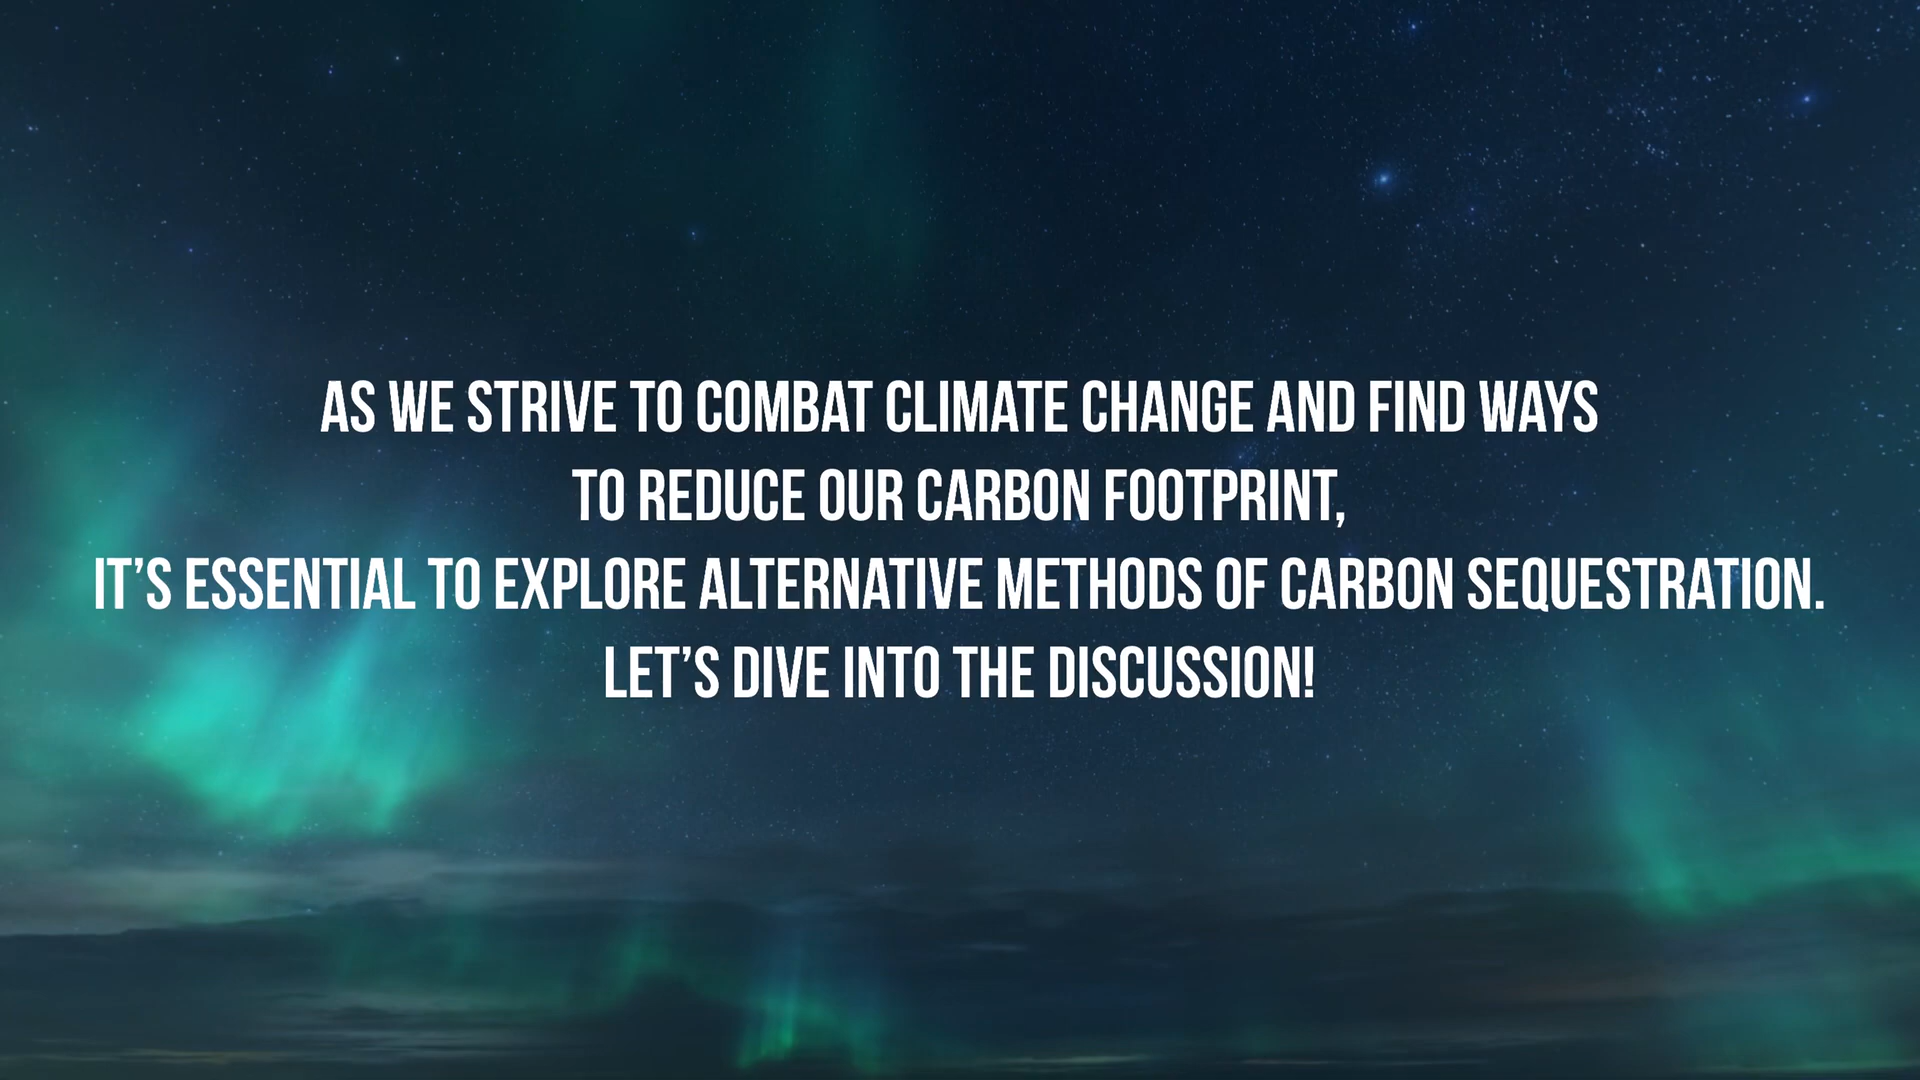 AS WE STRIVE TO COMBAT CLIMATE CHANGE AND FIND WAYS
TO REDUCE OUR CARBON FOOTPRINT,
IT’S ESSENTIAL TO EXPLORE ALTERNATIVE METHODS OF CARBON SEQUESTRATION.
LET’S DIVE INTO THE DISCUSSION!